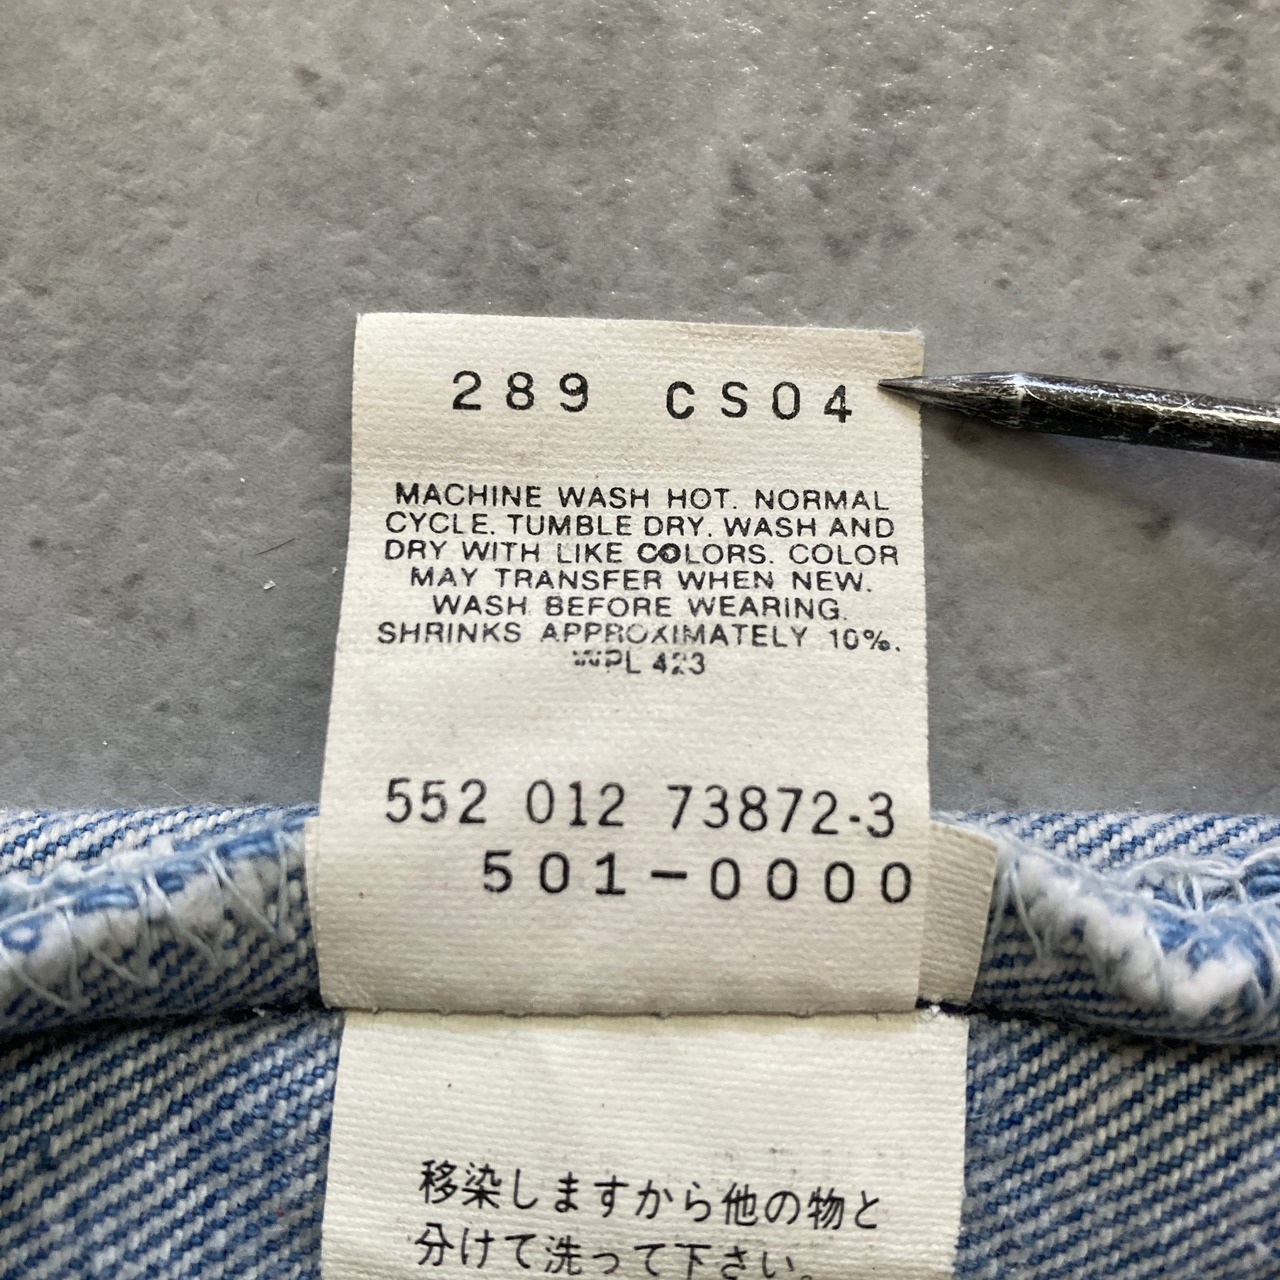 289 CS04
MACHINE WASH HOT. NORMAL
CYCLE. TUMBLE DRY. WASH AND
DRY WITH LIKE COLORS. COLOR
MAY TRANSFER WHEN NEW.
WASH BEFORE WEARING.
SHRINKS APPROXIMATELY 10%.
WPL 423
552 012 73872-3
501-0000
移染しますから他の物と
分けて洗って下さい。